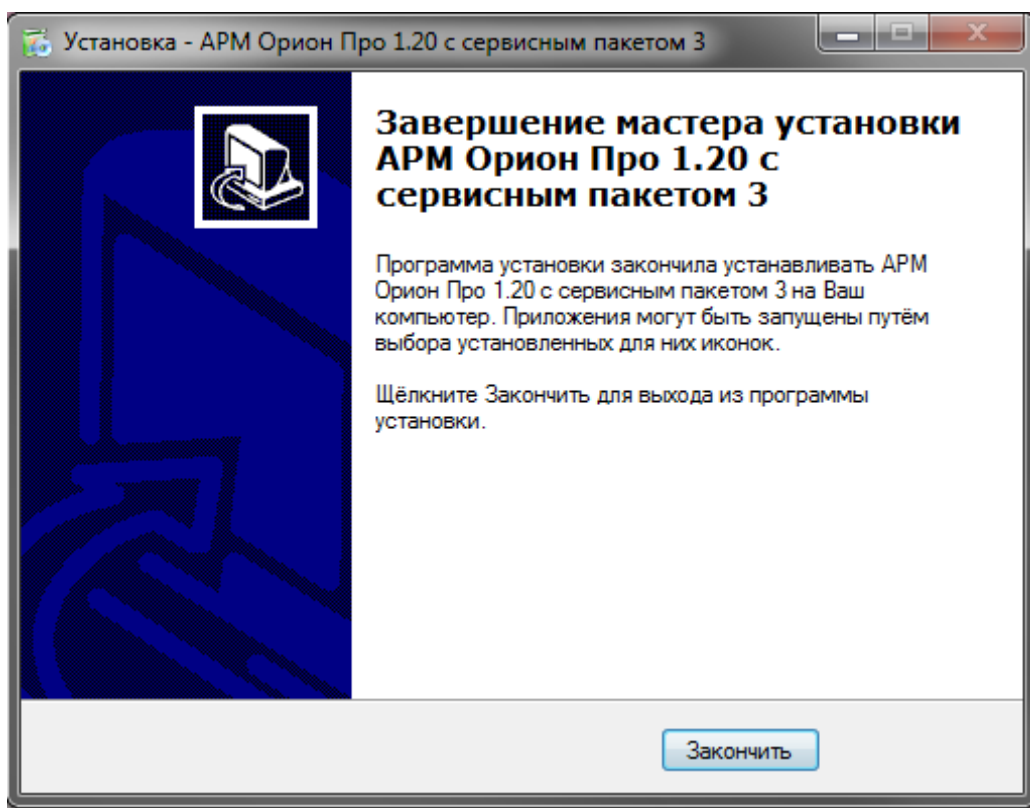 Установка - АРМ Орион Про 1.20 с сервисным пакетом 3
Завершение мастера установки
АРМ Орион Про 1.20 с
сервисным пакетом 3
Программа установки закончила устанавливать АРМ
Орион Про 1.20 с сервисным пакетом 3 на Ваш
компьютер. Приложения могут быть запущены путём
выбора установленных для них иконок.
Щёлкните Закончить для выхода из программы
установки.
Закончить